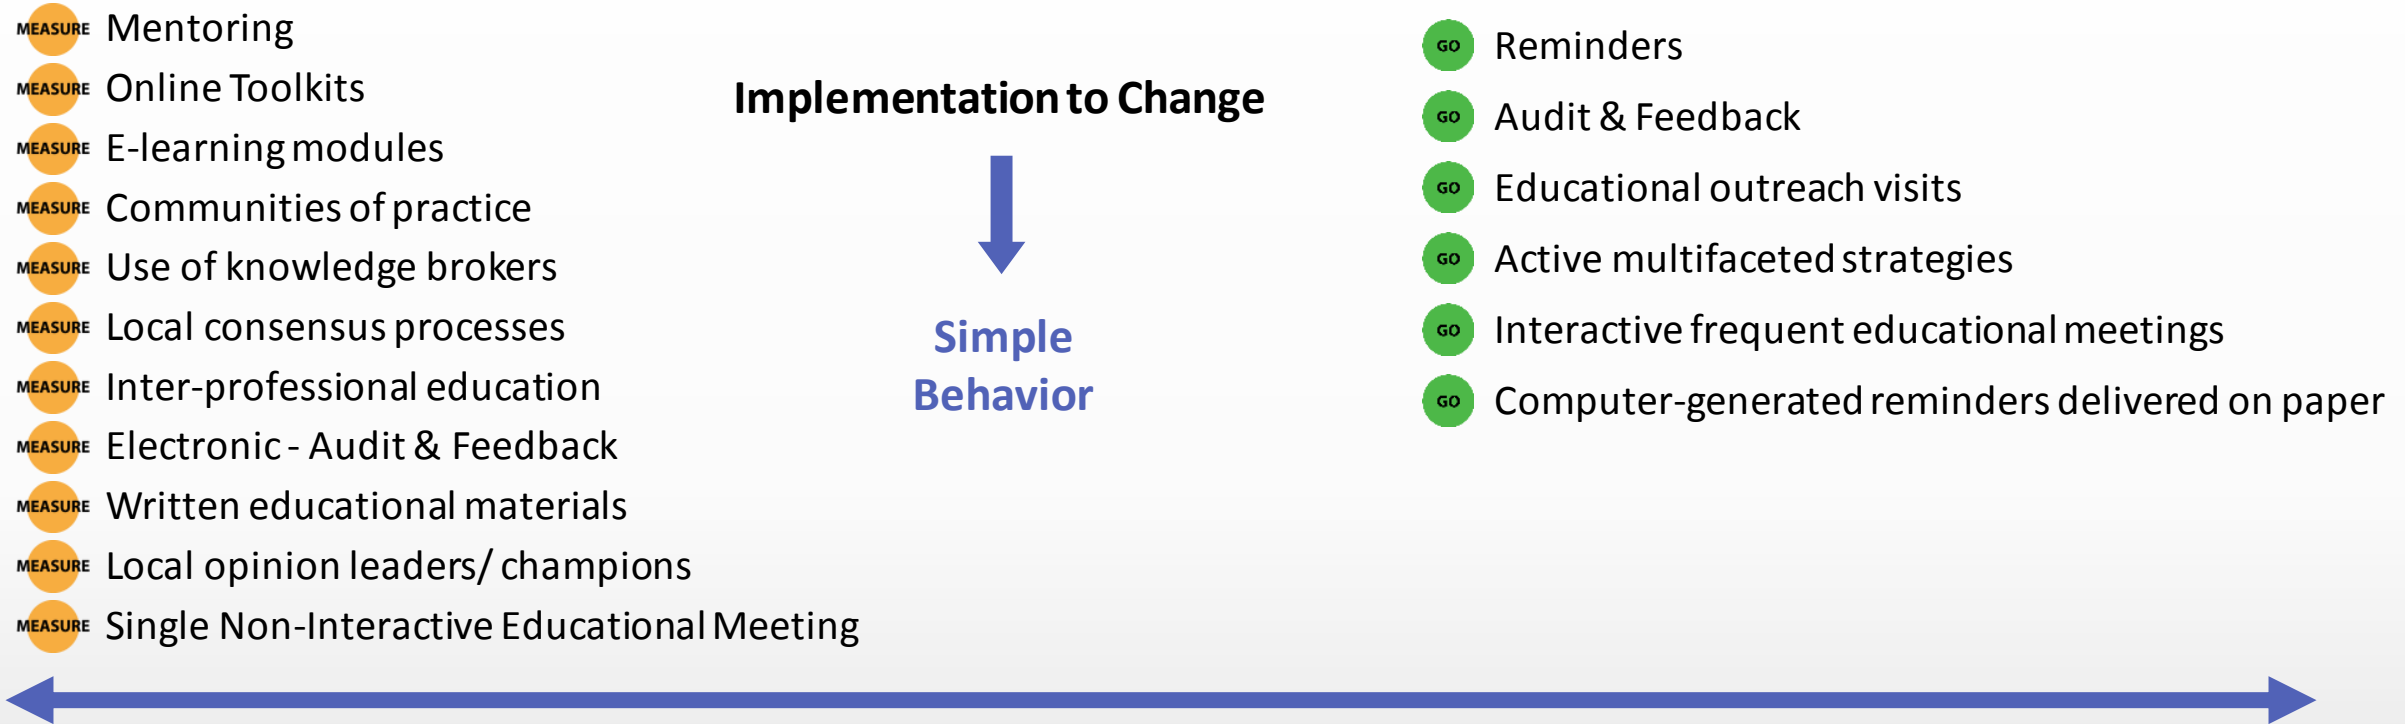 MEASURE Mentoring
MEASURE Online Toolkits
MEASURE E-learning modules
MEASURE Communities of practice
MEASURE Use of knowledge brokers
MEASURE Local consensus processes
MEASURE Inter-professional education
MEASURE Electronic - Audit & Feedback
MEASURE Written educational materials
MEASURE Local opinion leaders/ champions
MEASURE Single Non-Interactive Educational Meeting
Implementation to Change
Simple
Behavior
GO Reminders
GO Audit & Feedback
GO Educational outreach visits
GO Active multifaceted strategies
GO Interactive frequent educational meetings
GO Computer-generated reminders delivered on paper